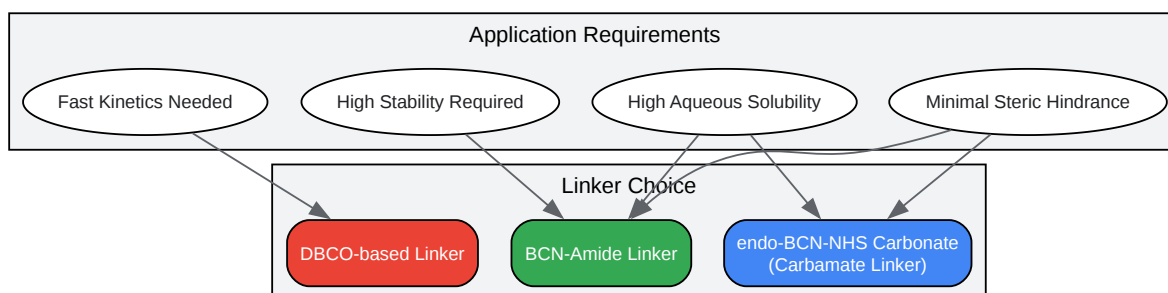 Application Requirements
Fast Kinetics Needed
High Stability Required
High Aqueous Solubility
Minimal Steric Hindrance
Linker Choice
DBCO-based Linker
BCN-Amide Linker
endo-BCN-NHS Carbonate
(Carbamate Linker)